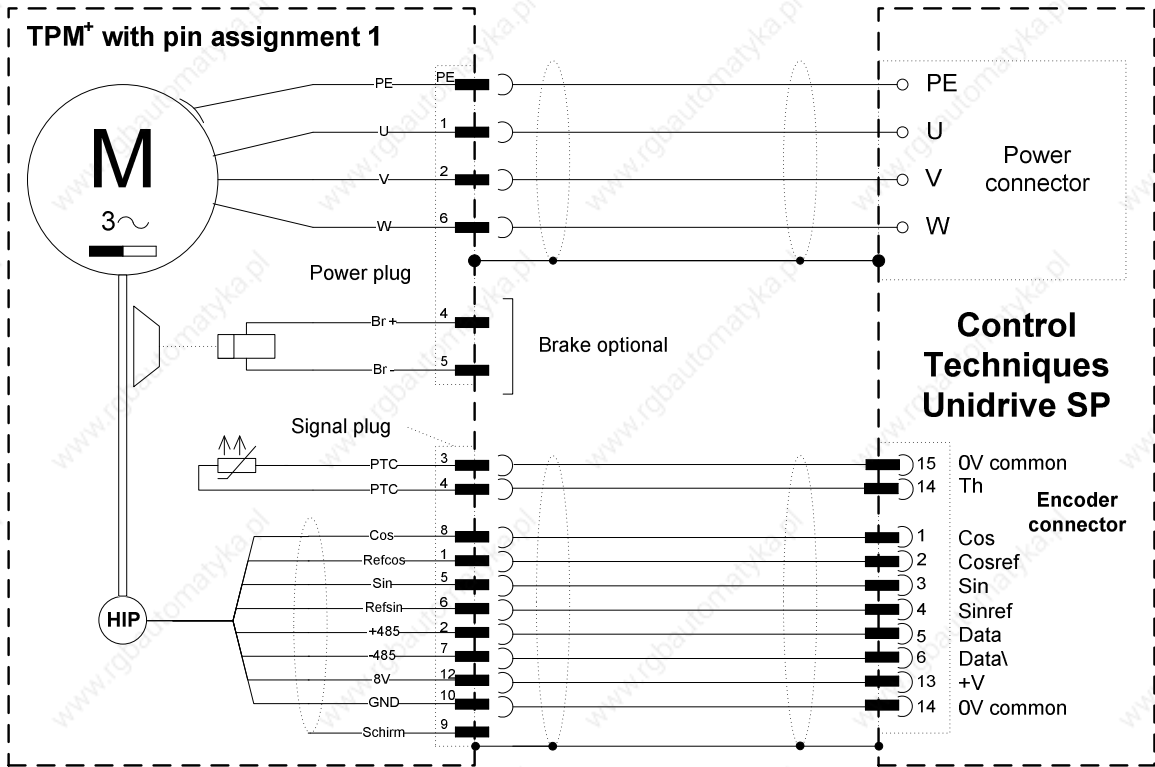 TPM+ with pin assignment 1
M
3~
PE PE PE
U 1 U
V 2 V
W 6 W
Power
connector
Power plug
Br + 4
Br - 5
Brake optional
Control
Techniques
Unidrive SP
Signal plug
PTC 3 15 0V common
PTC 4 14 Th
Encoder
connector
HIP
Cos 8 1 Cos
Refcos 1 2 Cosref
Sin 5 3 Sin
Refsin 6 4 Sinref
+485 2 5 Data
-485 7 6 Data\
8V 12 13 +V
GND 10 14 0V common
Schirm 9
www.rgbautomatyka.pl